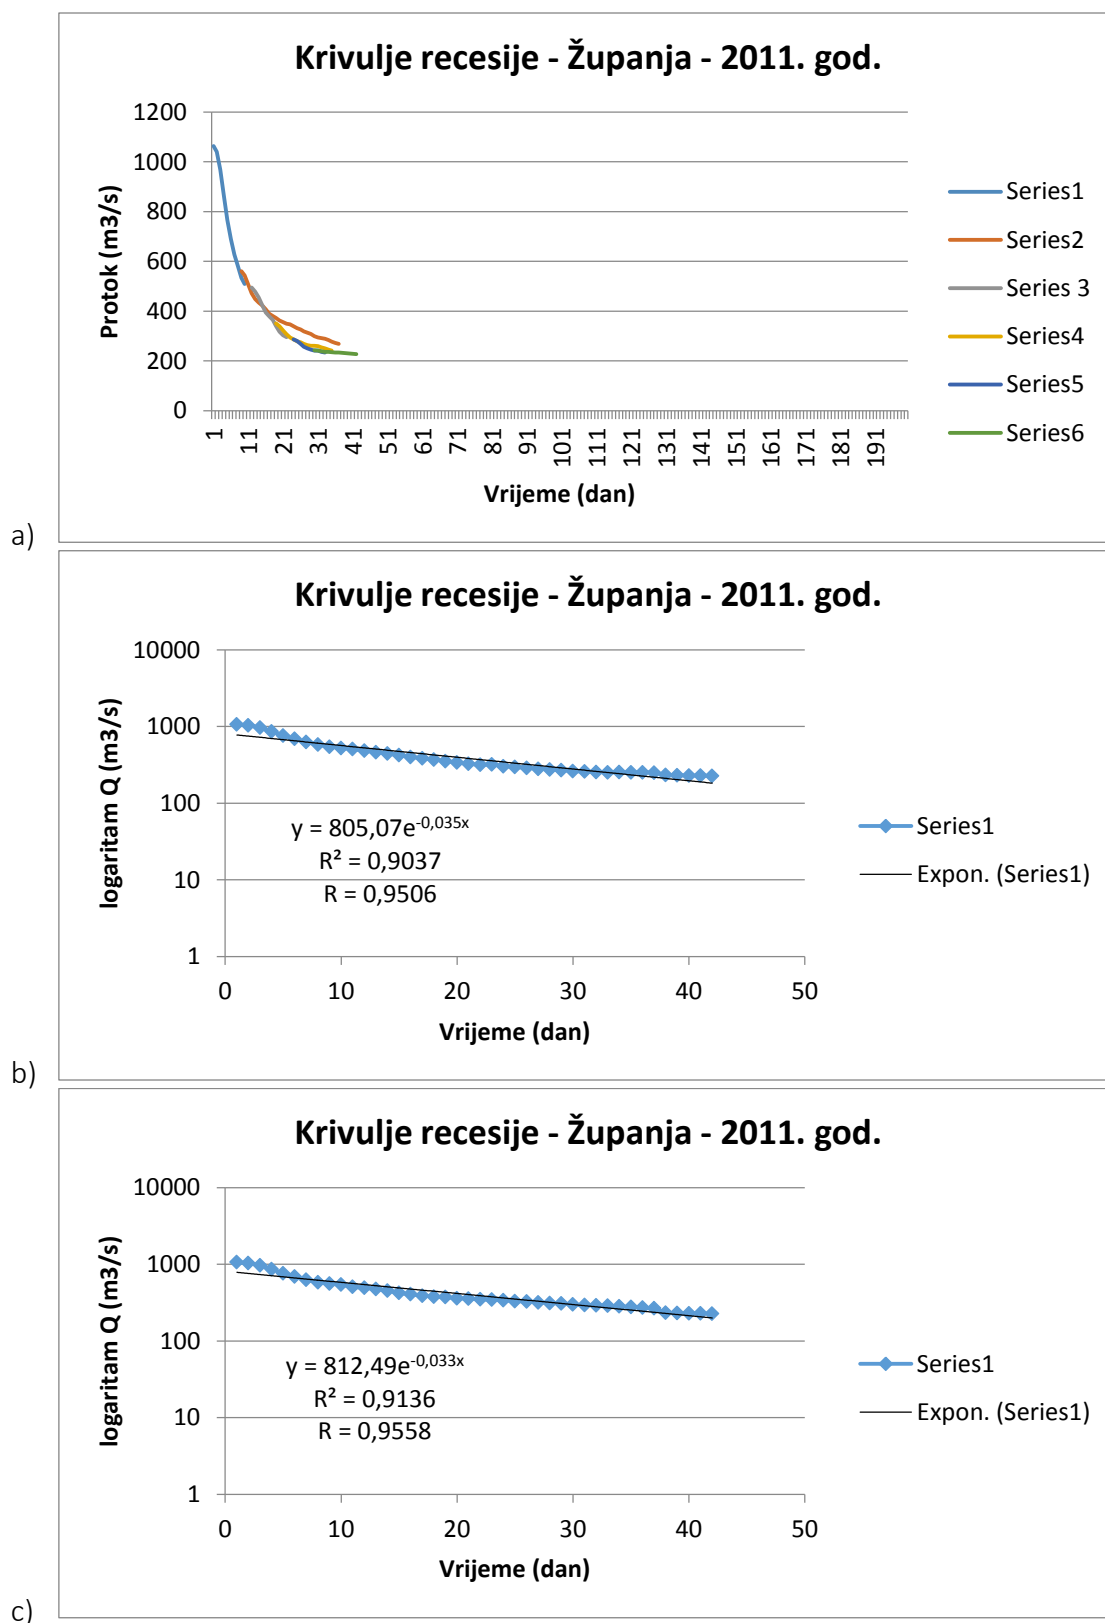 Krivulje recesije - Županja - 2011. god.
Protok (m3/s)
1200
1000
800
600
400
200
0
1 11 21 31 41 51 61 71 81 91 101 111 121 131 141 151 161 171 181 191
Vrijeme (dan)
Series1
Series2
Series 3
Series4
Series5
Series6
a)
Krivulje recesije - Županja - 2011. god.
logaritam Q (m3/s)
10000
1000
100
10
1
y = 805,07e^-0,035x
R² = 0,9037
R = 0,9506
0 10 20 30 40 50
Vrijeme (dan)
Series1
Expon. (Series1)
b)
Krivulje recesije - Županja - 2011. god.
logaritam Q (m3/s)
10000
1000
100
10
1
y = 812,49e^-0,033x
R² = 0,9136
R = 0,9558
0 10 20 30 40 50
Vrijeme (dan)
Series1
Expon. (Series1)
c)